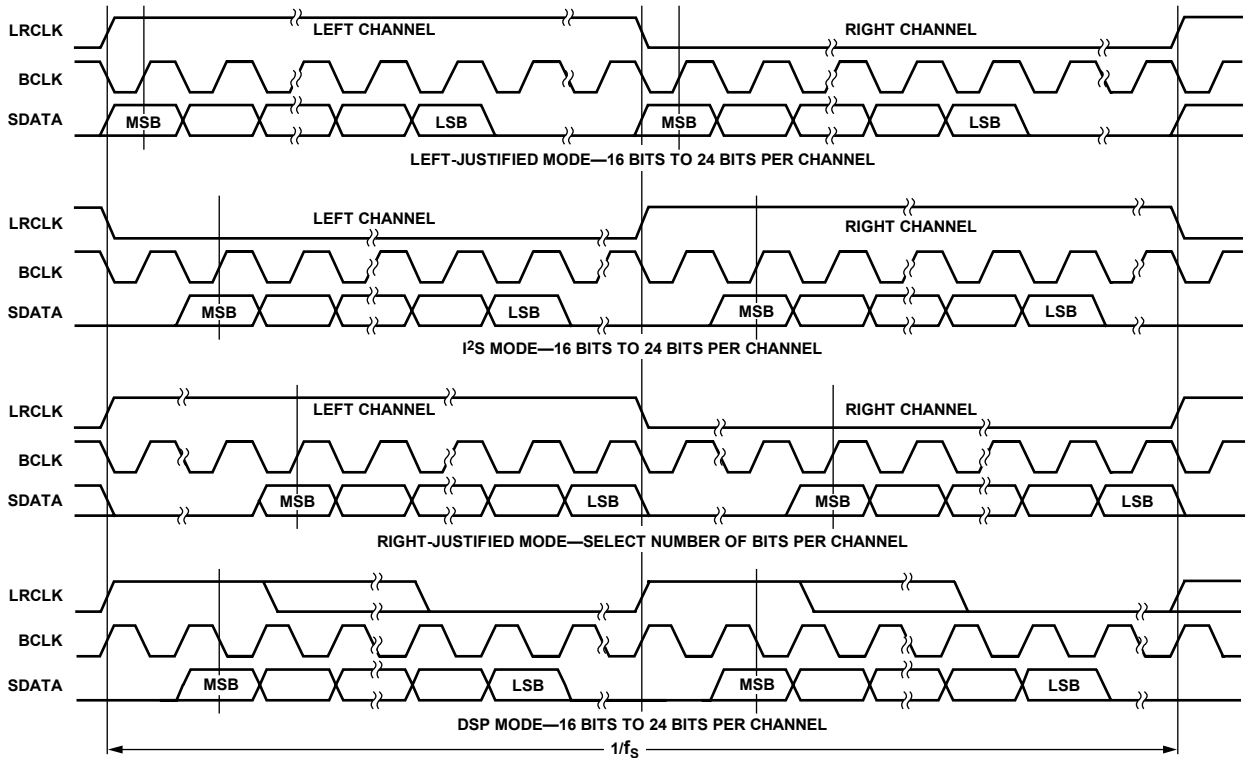 LRCLK LEFT CHANNEL RIGHT CHANNEL
BCLK
SDATA MSB LSB MSB LSB
LEFT-JUSTIFIED MODE—16 BITS TO 24 BITS PER CHANNEL
LRCLK LEFT CHANNEL RIGHT CHANNEL
BCLK
SDATA MSB LSB MSB LSB
I²S MODE—16 BITS TO 24 BITS PER CHANNEL
LRCLK LEFT CHANNEL RIGHT CHANNEL
BCLK
SDATA MSB LSB MSB LSB
RIGHT-JUSTIFIED MODE—SELECT NUMBER OF BITS PER CHANNEL
LRCLK
BCLK
SDATA MSB LSB MSB LSB
DSP MODE—16 BITS TO 24 BITS PER CHANNEL
1/fS